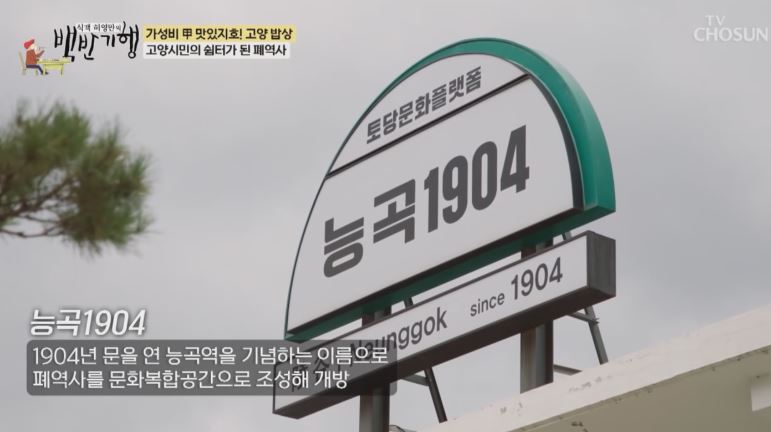 식객 허영만의
백반기행
가성비 甲 맛있지호! 고양 밥상
고양시민의 쉼터가 된 폐역사
TV
CHOSUN
토당문화플랫폼
능곡1904
Neunggok since 1904
능곡1904
1904년 문을 연 능곡역을 기념하는 이름으로
폐역사를 문화복합공간으로 조성해 개방